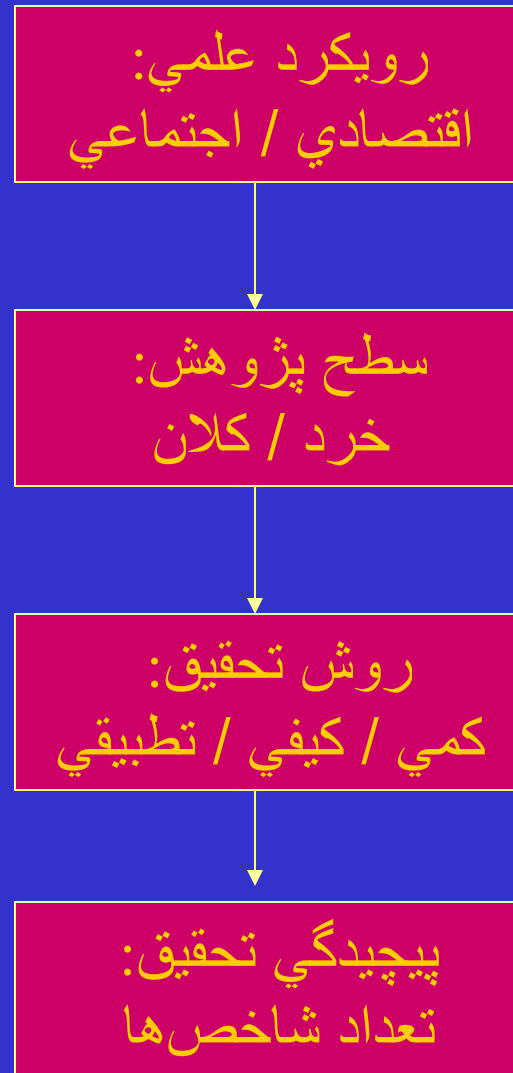 رويكرد علمي:
اقتصادي / اجتماعي
سطح پژوهش:
خرد / كلان
روش تحقيق:
كمي / كيفي / تطبيقي
پيچيدگي تحقيق:
تعداد شاخص‌ها